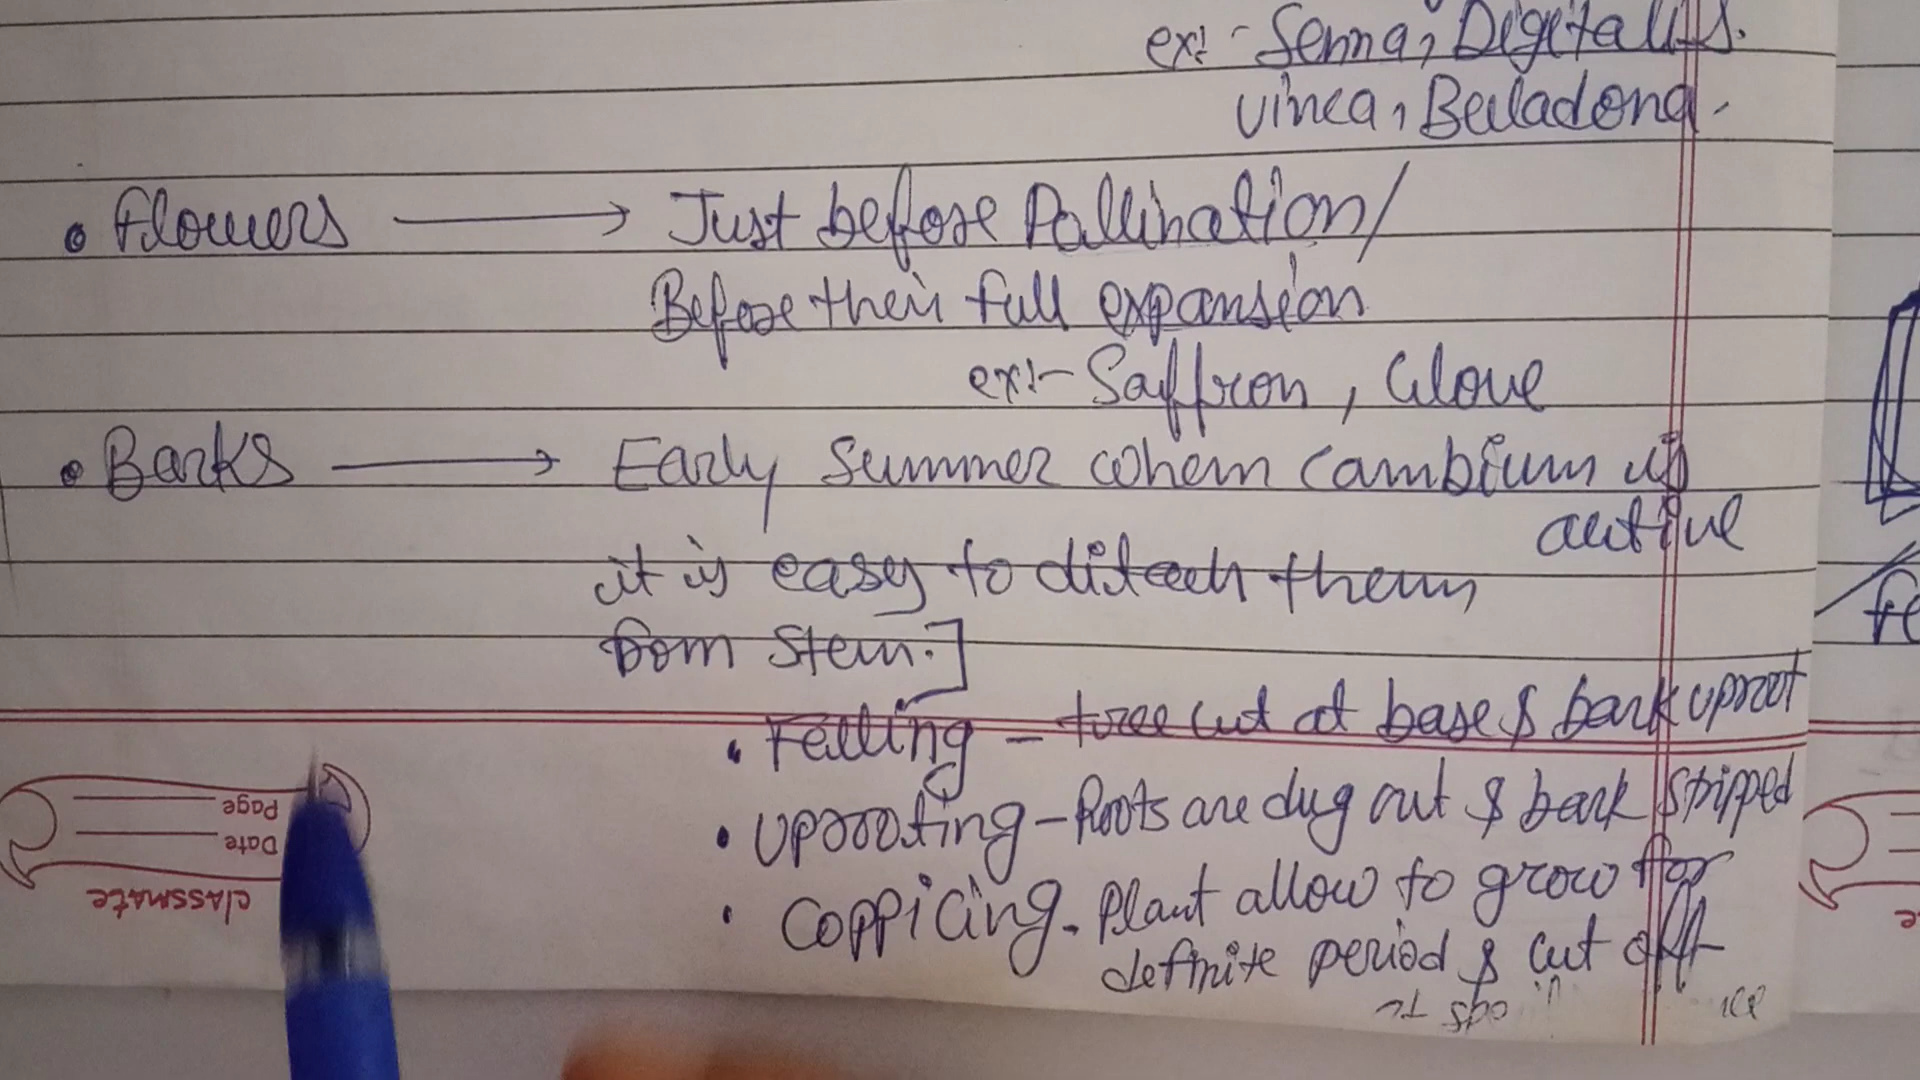 ex:- Senna, Digitalis.
vinca, Belladona.
• Flowers → Just before Pollination/
Before their full expansion
ex:- Saffron, Clove
• Barks → Early Summer when Cambium is
active
it is easy to ditach them
from Stem.]
• Felling - tree cut at base & bark uproot
• Uprooting - Roots are dug out & bark stripped
• Coppicing - Plant allow to grow for
definite period & cut off
Page
Date
classmate